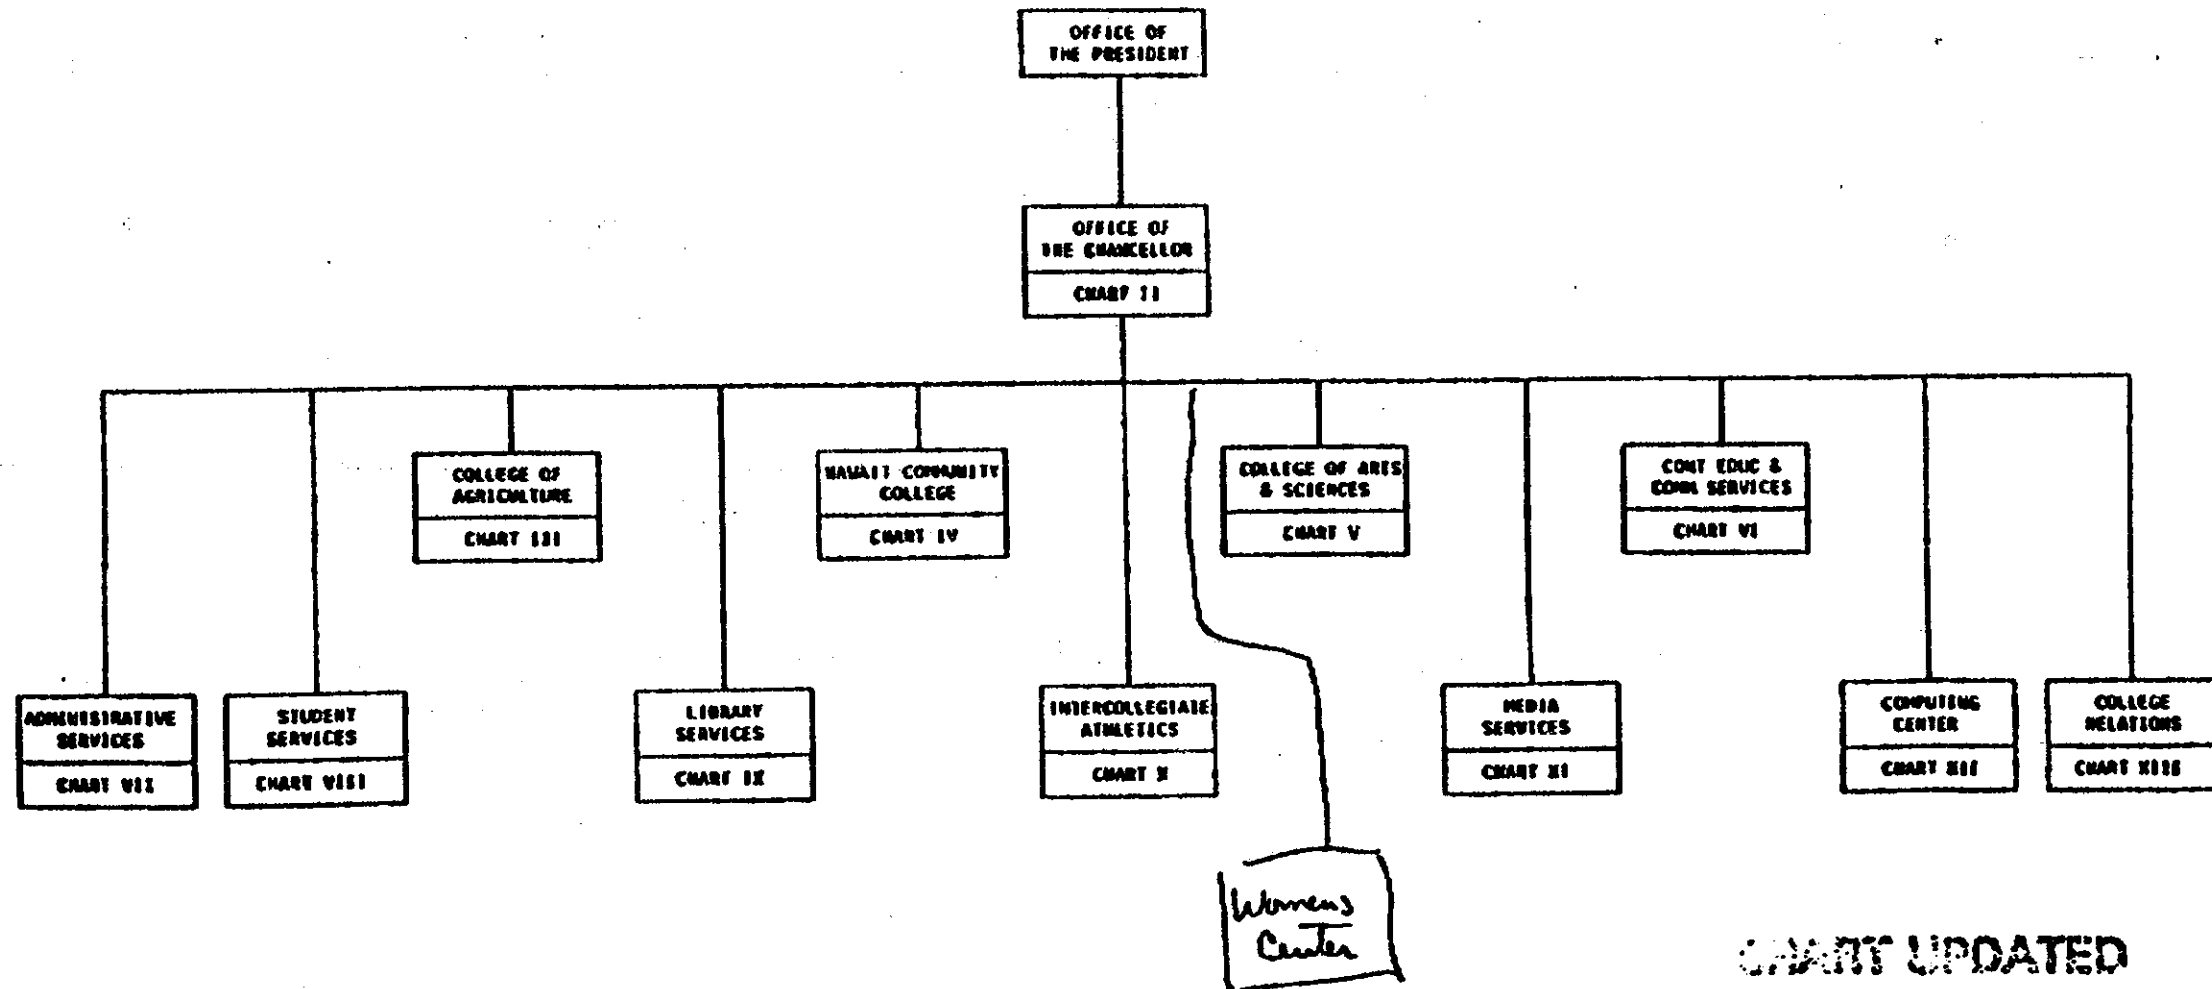 OFFICE OF
THE PRESIDENT
OFFICE OF
THE CHANCELLOR
CHART II
COLLEGE OF
AGRICULTURE
CHART III
HAWAII COMMUNITY
COLLEGE
CHART IV
COLLEGE OF ARTS
& SCIENCES
CHART V
CONT EDUC &
COMM SERVICES
CHART VI
ADMINISTRATIVE
SERVICES
CHART VII
STUDENT
SERVICES
CHART VIII
LIBRARY
SERVICES
CHART IX
INTERCOLLEGIATE
ATHLETICS
CHART X
MEDIA
SERVICES
CHART XI
COMPUTING
CENTER
CHART XII
COLLEGE
RELATIONS
CHART XIII
Womens
Center
CHART UPDATED